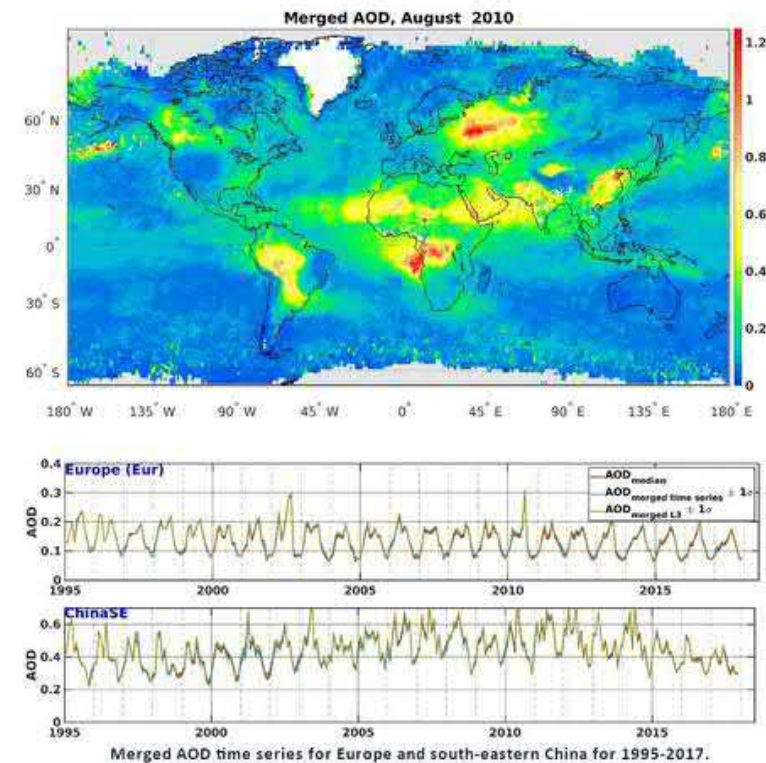 Merged AOD, August 2010
1.2
1
0.8
0.6
0.4
0.2
0
60° N
30° N
0°
30° S
60° S
180° W 135° W 90° W 45° W 0° 45° E 90° E 135° E 180° E
Europe (Eur)
AOD median
AOD merged time series ± 1σ
AOD merged L3 ± 1σ
AOD
0.4
0.3
0.2
0.1
0
1995 2000 2005 2010 2015
ChinaSE
AOD
0.6
0.4
0.2
0
1995 2000 2005 2010 2015
Merged AOD time series for Europe and south-eastern China for 1995-2017.